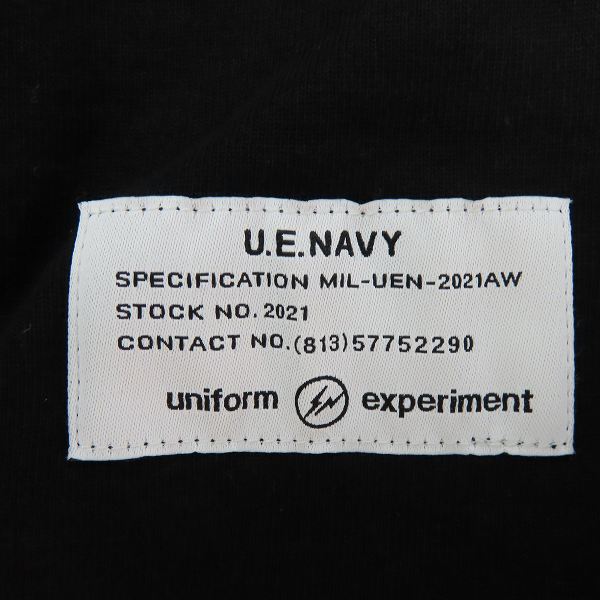 U.E.NAVY
SPECIFICATION MIL-UEN-2021AW
STOCK NO. 2021
CONTACT NO.(813)57752290
uniform experiment